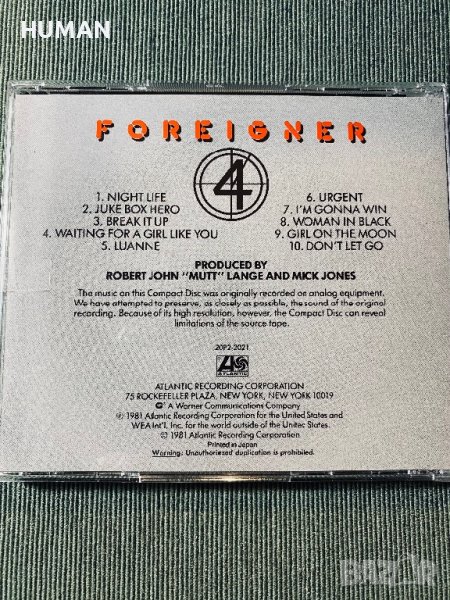 HUMAN
FOREIGNER
4
1. NIGHT LIFE
2. JUKE BOX HERO
3. BREAK IT UP
4. WAITING FOR A GIRL LIKE YOU
5. LUANNE
6. URGENT
7. I'M GONNA WIN
8. WOMAN IN BLACK
9. GIRL ON THE MOON
10. DON'T LET GO
PRODUCED BY
ROBERT JOHN "MUTT" LANGE AND MICK JONES
The music on this Compact Disc was originally recorded on analog equipment.
We have attempted to preserve, as closely as possible, the sound of the original
recording. Because of its high resolution, however, the Compact Disc can reveal
limitations of the source tape.
20P2-2021
ATLANTIC
ATLANTIC RECORDING CORPORATION
75 ROCKEFELLER PLAZA, NEW YORK, NEW YORK 10019
A Warner Communications Company
℗ 1981 Atlantic Recording Corporation for the United States and
WEA Int'l. Inc. for the world outside of the United States.
© 1981 Atlantic Recording Corporation
Printed in Japan
Warning: Unauthorized duplication is prohibited.
bazar.bg